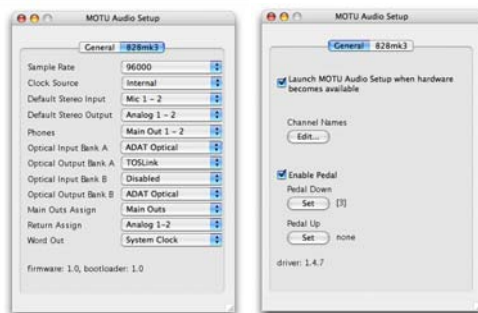 MOTU Audio Setup
General 828mk3
Sample Rate 96000
Clock Source Internal
Default Stereo Input Mic 1 – 2
Default Stereo Output Analog 1 – 2
Phones Main Out 1 – 2
Optical Input Bank A ADAT Optical
Optical Output Bank A TOSLink
Optical Input Bank B Disabled
Optical Output Bank B ADAT Optical
Main Outs Assign Main Outs
Return Assign Analog 1–2
Word Out System Clock
firmware: 1.0, bootloader: 1.0
MOTU Audio Setup
General 828mk3
Launch MOTU Audio Setup when hardware
becomes available
Channel Names
Edit...
Enable Pedal
Pedal Down
Set [3]
Pedal Up
Set none
driver: 1.4.7